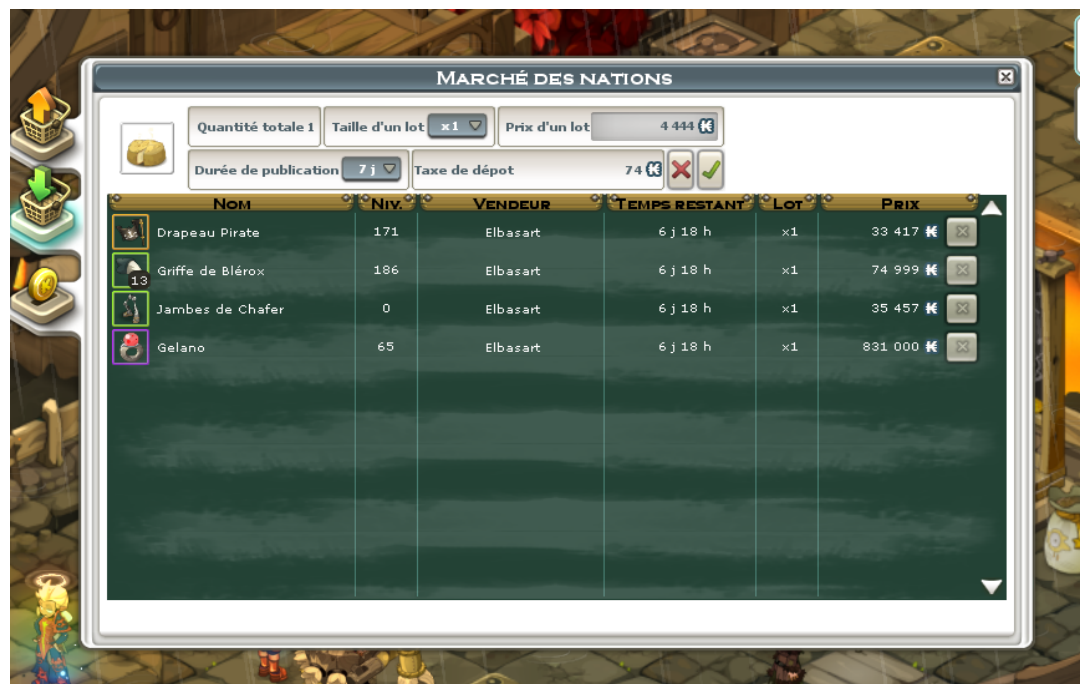 MARCHÉ DES NATIONS
Quantité totale 1 Taille d'un lot x1 Prix d'un lot 4 444
Durée de publication 7 j Taxe de dépot 74
NOM NIV. VENDEUR TEMPS RESTANT LOT PRIX
Drapeau Pirate 171 Elbasart 6 j 18 h x1 33 417
13
Griffe de Blérox 186 Elbasart 6 j 18 h x1 74 999
Jambes de Chafer 0 Elbasart 6 j 18 h x1 35 457
Gelano 65 Elbasart 6 j 18 h x1 831 000